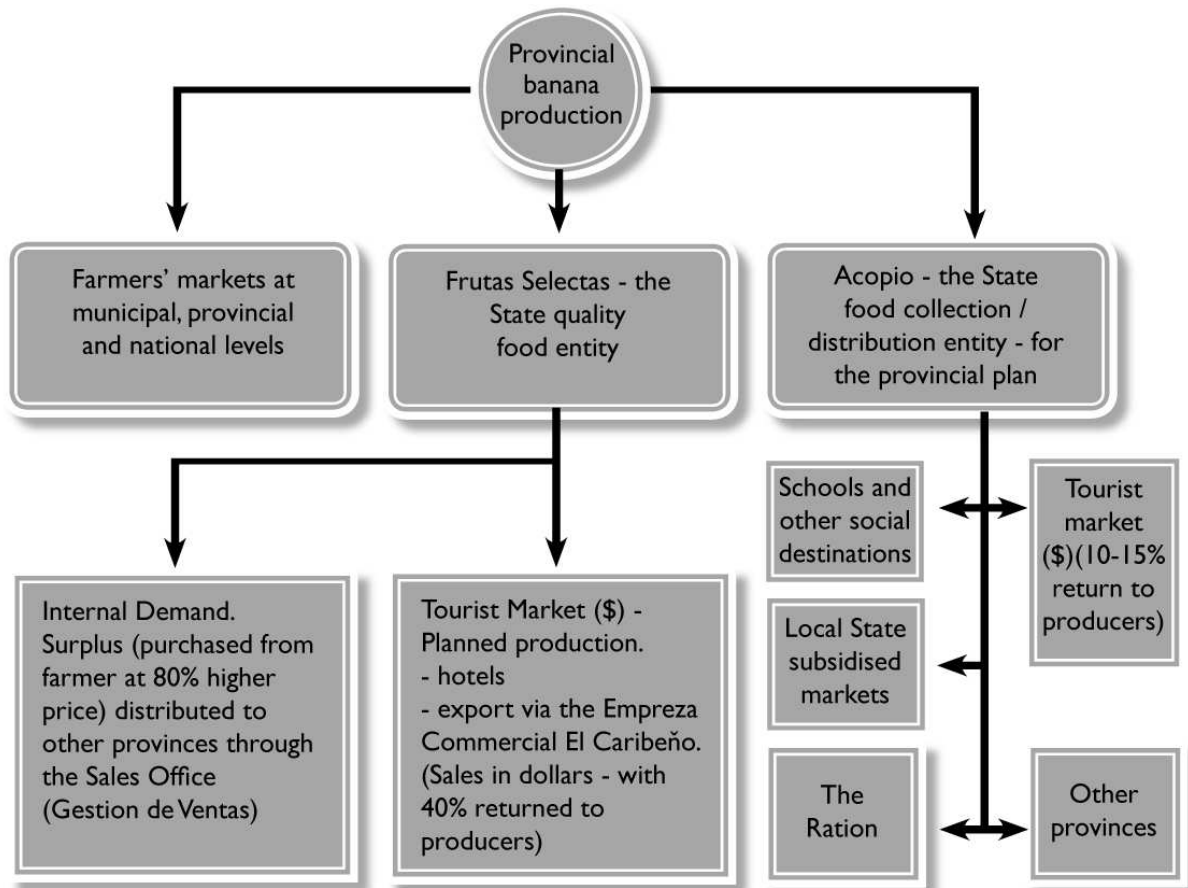 Provincial
banana
production
Farmers’ markets at
municipal, provincial
and national levels
Frutas Selectas - the
State quality
food entity
Acopio - the State
food collection /
distribution entity - for
the provincial plan
Internal Demand.
Surplus (purchased from
farmer at 80% higher
price) distributed to
other provinces through
the Sales Office
(Gestion de Ventas)
Tourist Market ($) -
Planned production.
- hotels
- export via the Empreza
Commercial El Caribeňo.
(Sales in dollars - with
40% returned to
producers)
Schools and
other social
destinations
Tourist
market
($)(10-15%
return to
producers)
Local State
subsidised
markets
The
Ration
Other
provinces